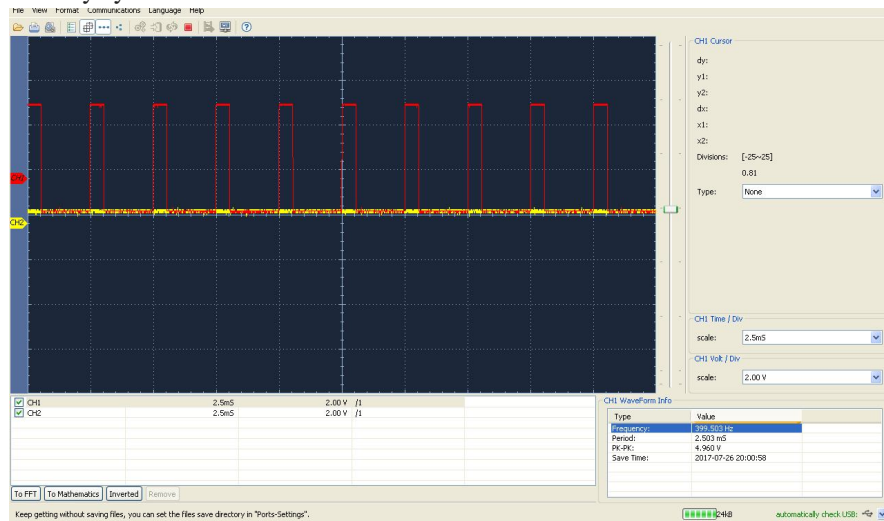 File View Format Communications Language Help
CH1 Cursor
dy:
y1:
y2:
dx:
x1:
x2:
Divisions: [-25~25]
0.81
Type: None
CH1
CH2
CH1 Time / Div
scale: 2.5mS
CH1 Volt / Div
scale: 2.00 V
CH1 2.5mS 2.00 V /1
CH2 2.5mS 2.00 V /1
CH1 WaveForm Info
Type Value
Frequency: 399.503 Hz
Period: 2.503 mS
PK-PK: 4.960 V
Save Time: 2017-07-26 20:00:58
To FFT To Mathematics Inverted Remove
Keep getting without saving files, you can set the files save directory in "Ports-Settings".
24kB automatically check USB: